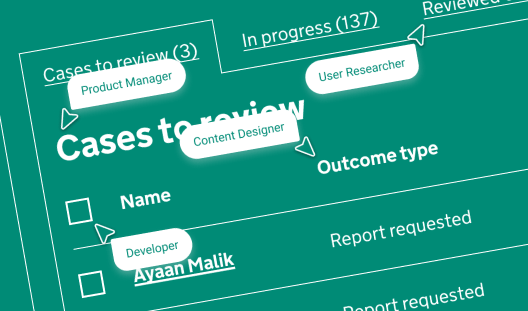 Cases to review (3)
In progress (137)
Reviewed
Product Manager
User Researcher
Cases to review
Content Designer
Name
Outcome type
Developer
Ayaan Malik
Report requested
Report requested